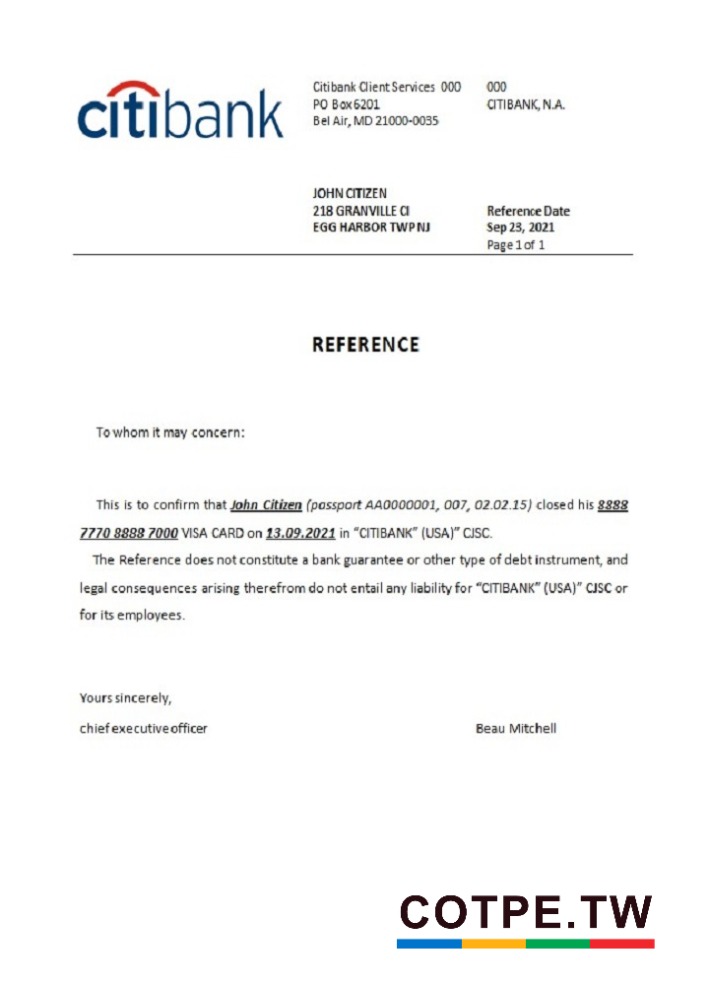 citibank
Citibank Client Services 000
PO Box 6201
Bel Air, MD 21000-0035
000
CITIBANK, N.A.
JOHN CITIZEN
218 GRANVILLE CI
EGG HARBOR TWP NJ
Reference Date
Sep 23, 2021
Page 1 of 1
REFERENCE
To whom it may concern:
This is to confirm that John Citizen (passport AA0000001, 007, 02.02.15) closed his 8888
7770 8888 7000 VISA CARD on 13.09.2021 in “CITIBANK” (USA)” CJSC.
The Reference does not constitute a bank guarantee or other type of debt instrument, and
legal consequences arising therefrom do not entail any liability for “CITIBANK” (USA)” CJSC or
for its employees.
Yours sincerely,
chief executive officer Beau Mitchell
COTPE.TW